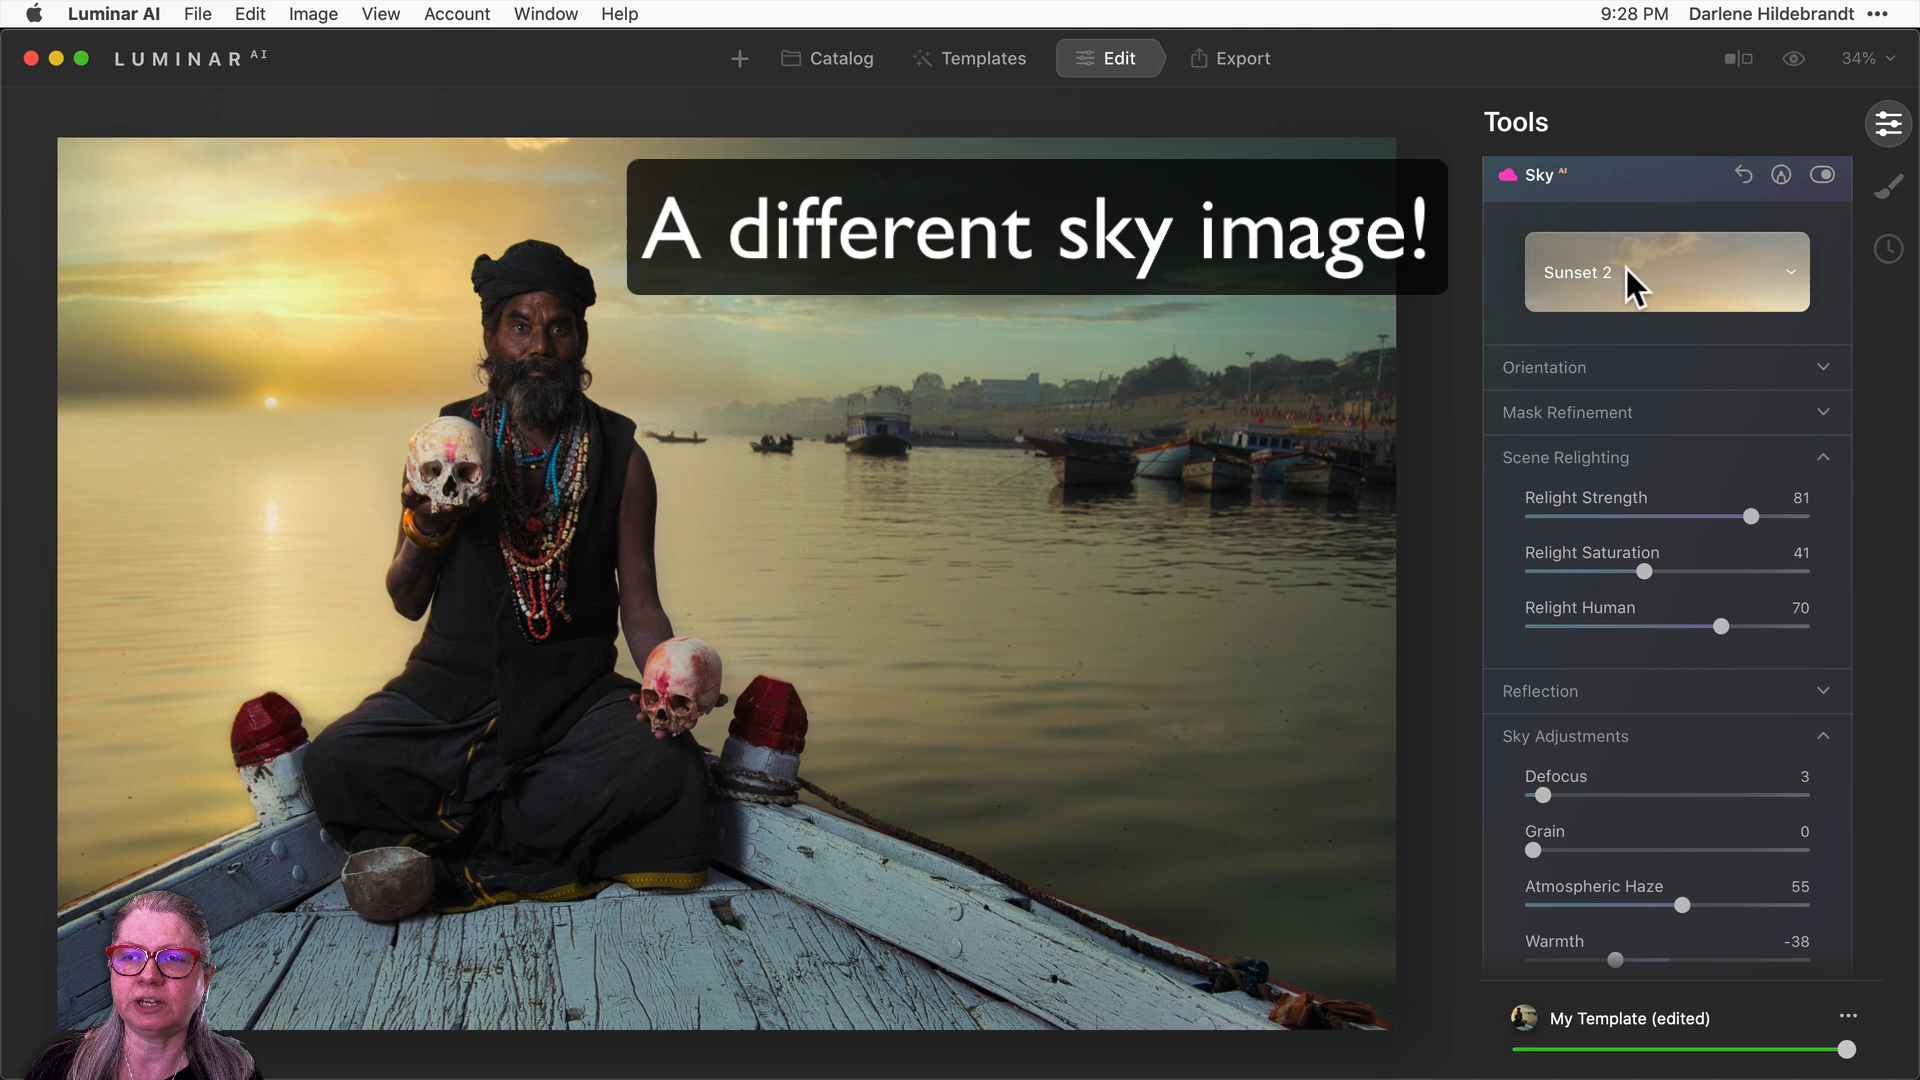 Luminar AI File Edit Image View Account Window Help 9:28 PM Darlene Hildebrandt •••
LUMINAR AI + Catalog Templates Edit Export 34%
Tools
Sky AI
A different sky image!
Sunset 2
Orientation
Mask Refinement
Scene Relighting
Relight Strength 81
Relight Saturation 41
Relight Human 70
Reflection
Sky Adjustments
Defocus 3
Grain 0
Atmospheric Haze 55
Warmth -38
My Template (edited) •••